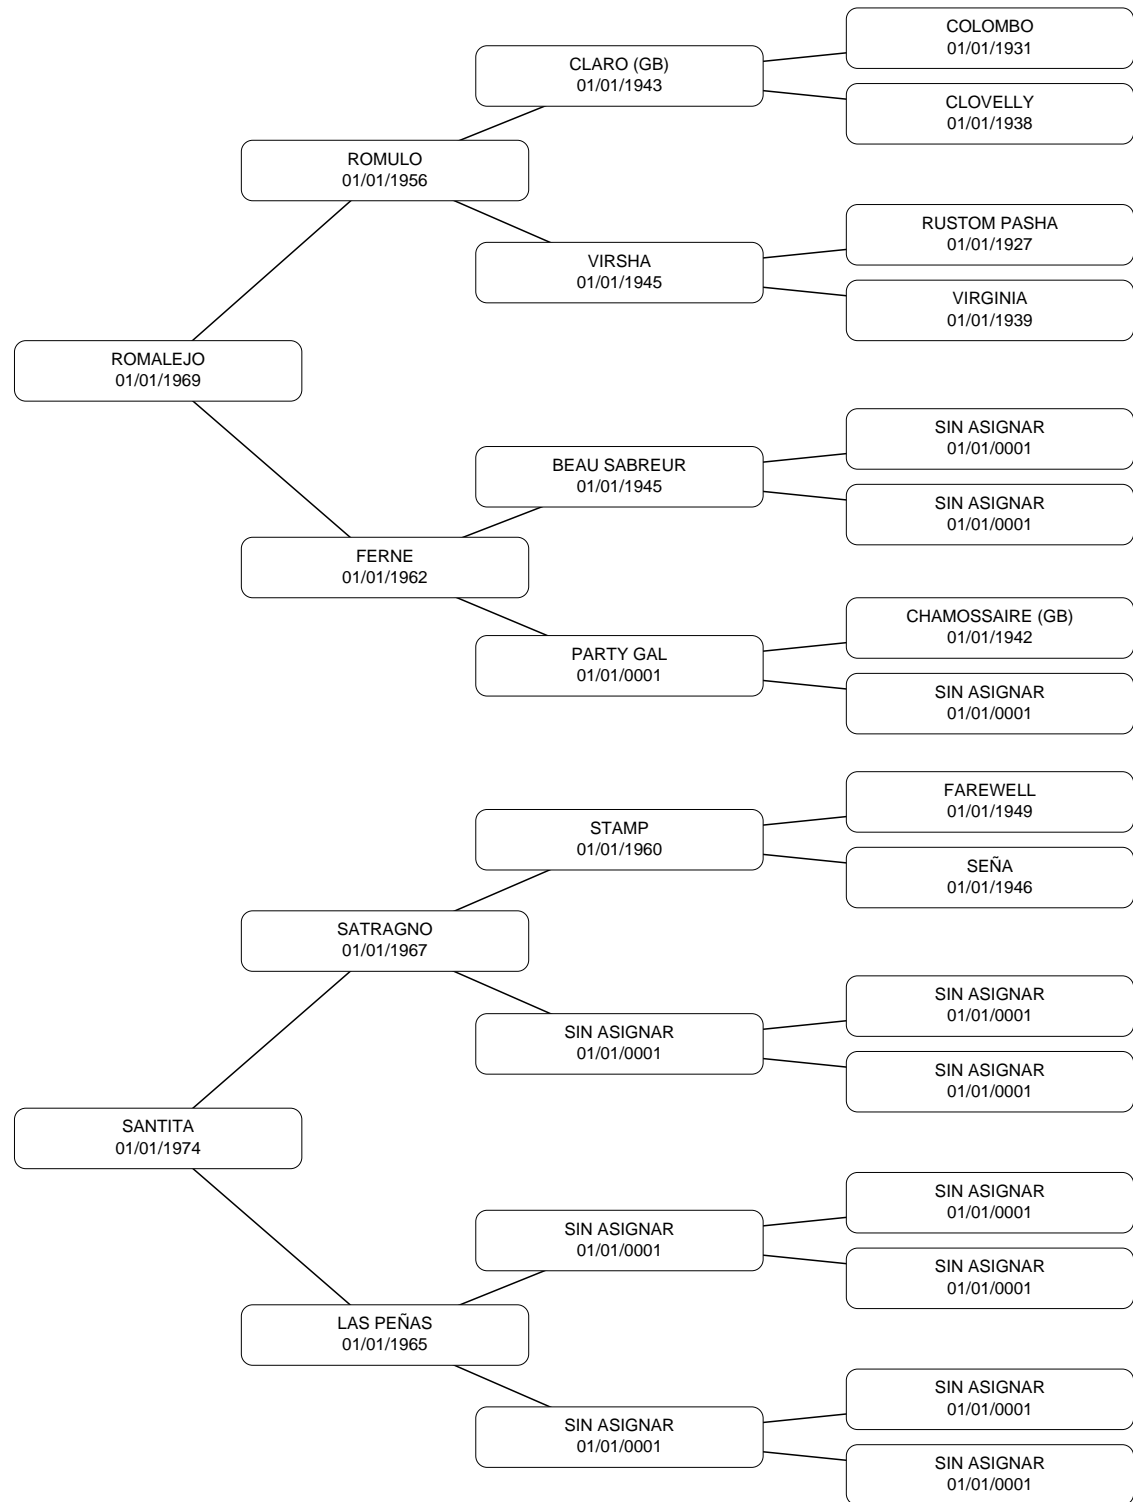 COLOMBO
01/01/1931
CLARO (GB)
01/01/1943
CLOVELLY
01/01/1938
ROMULO
01/01/1956
RUSTOM PASHA
01/01/1927
VIRSHA
01/01/1945
VIRGINIA
01/01/1939
ROMALEJO
01/01/1969
SIN ASIGNAR
01/01/0001
BEAU SABREUR
01/01/1945
SIN ASIGNAR
01/01/0001
FERNE
01/01/1962
CHAMOSSAIRE (GB)
01/01/1942
PARTY GAL
01/01/0001
SIN ASIGNAR
01/01/0001
FAREWELL
01/01/1949
STAMP
01/01/1960
SEÑA
01/01/1946
SATRAGNO
01/01/1967
SIN ASIGNAR
01/01/0001
SIN ASIGNAR
01/01/0001
SIN ASIGNAR
01/01/0001
SANTITA
01/01/1974
SIN ASIGNAR
01/01/0001
SIN ASIGNAR
01/01/0001
SIN ASIGNAR
01/01/0001
LAS PEÑAS
01/01/1965
SIN ASIGNAR
01/01/0001
SIN ASIGNAR
01/01/0001
SIN ASIGNAR
01/01/0001